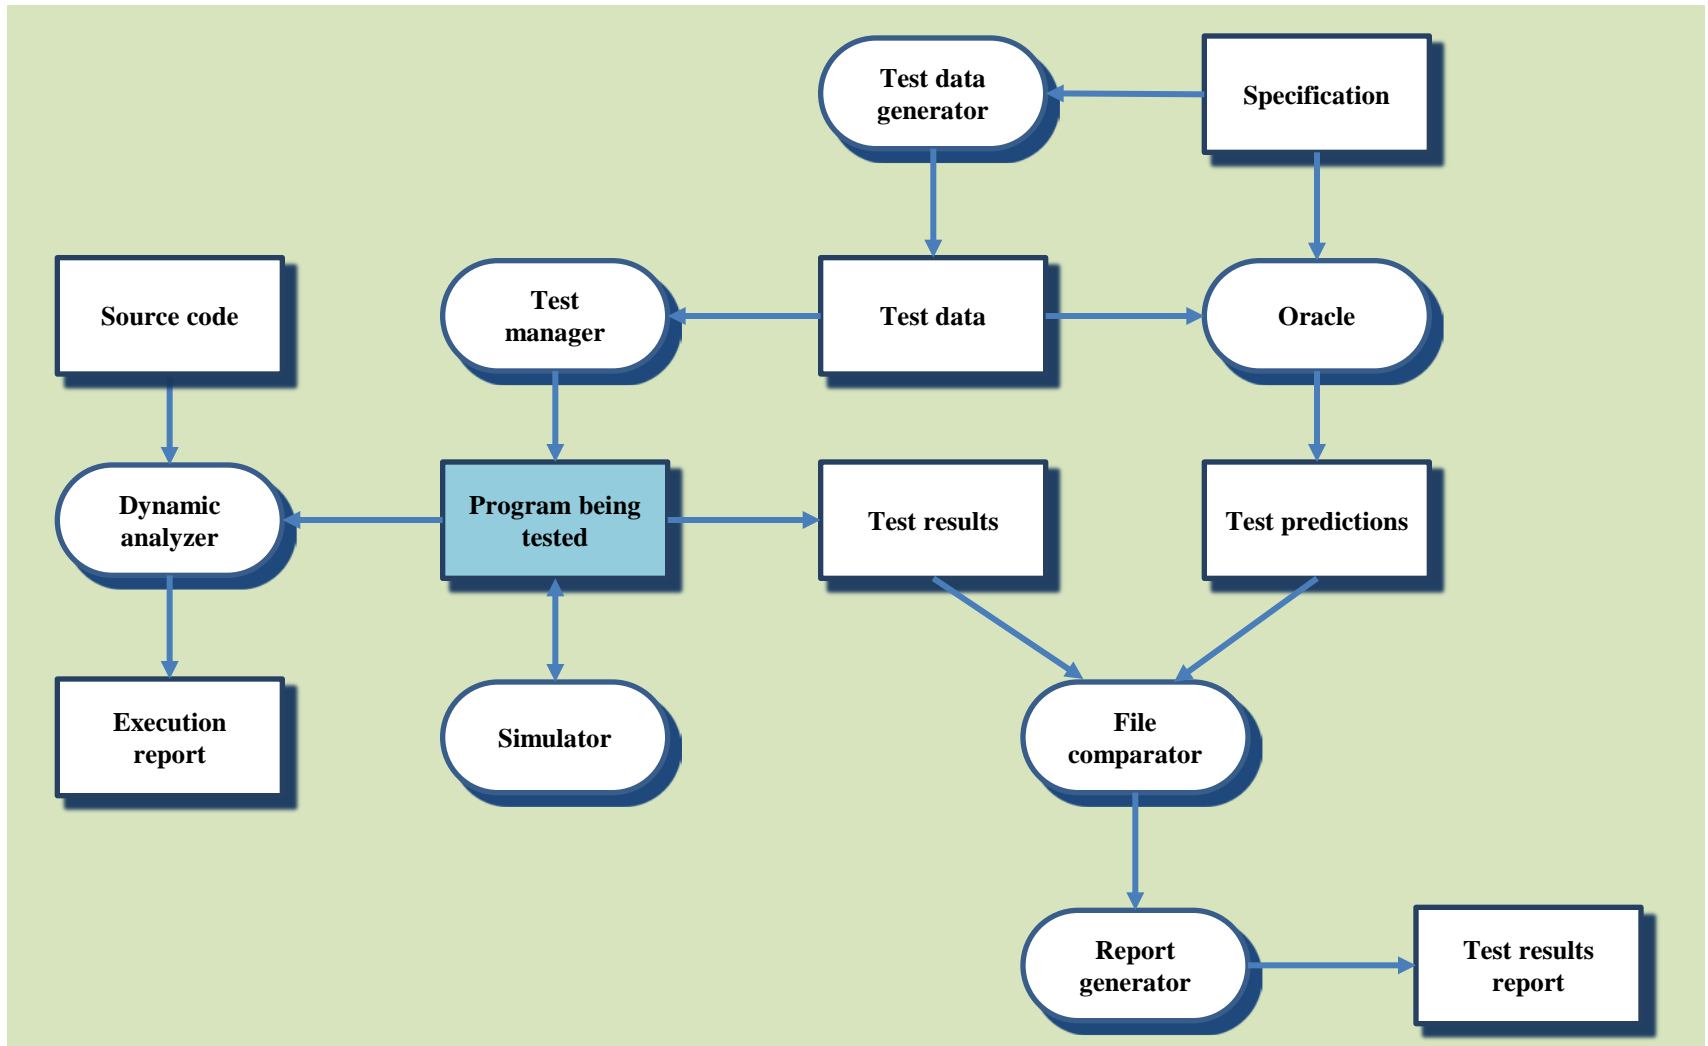 Test data
generator
Specification
Source code
Test
manager
Test data
Oracle
Dynamic
analyzer
Program being
tested
Test results
Test predictions
Execution
report
Simulator
File
comparator
Report
generator
Test results
report